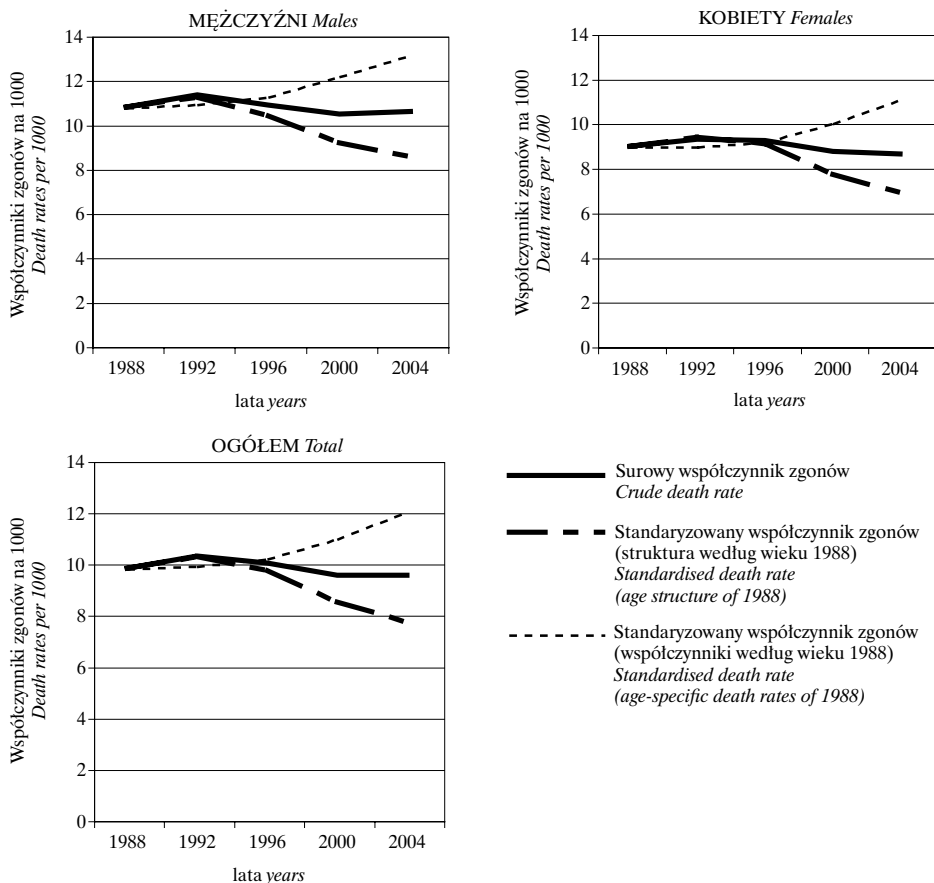 MĘŻCZYŹNI Males
Współczynniki zgonów na 1000
Death rates per 1000
14
12
10
8
6
4
2
0
1988 1992 1996 2000 2004
lata years
KOBIETY Females
Współczynniki zgonów na 1000
Death rates per 1000
14
12
10
8
6
4
2
0
1988 1992 1996 2000 2004
lata years
OGÓŁEM Total
Współczynniki zgonów na 1000
Death rates per 1000
14
12
10
8
6
4
2
0
1988 1992 1996 2000 2004
lata years
Surowy współczynnik zgonów
Crude death rate
Standaryzowany współczynnik zgonów
(struktura według wieku 1988)
Standardised death rate
(age structure of 1988)
Standaryzowany współczynnik zgonów
(współczynniki według wieku 1988)
Standardised death rate
(age-specific death rates of 1988)